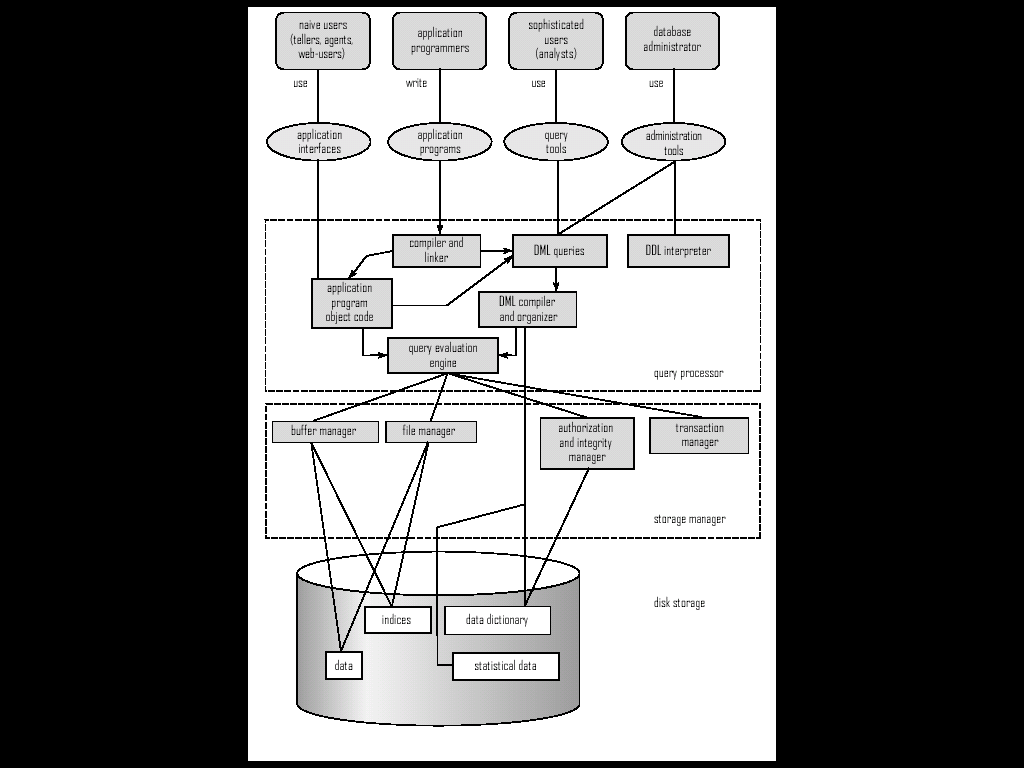 naive users
(tellers, agents,
web-users)
application
programmers
sophisticated
users
(analysts)
database
administrator
use
write
use
use
application
interfaces
application
programs
query
tools
administration
tools
compiler and
linker
DML queries
DDL interpreter
application
program
object code
DML compiler
and organizer
query evaluation
engine
query processor
buffer manager
file manager
authorization
and integrity
manager
transaction
manager
storage manager
disk storage
indices
data dictionary
data
statistical data